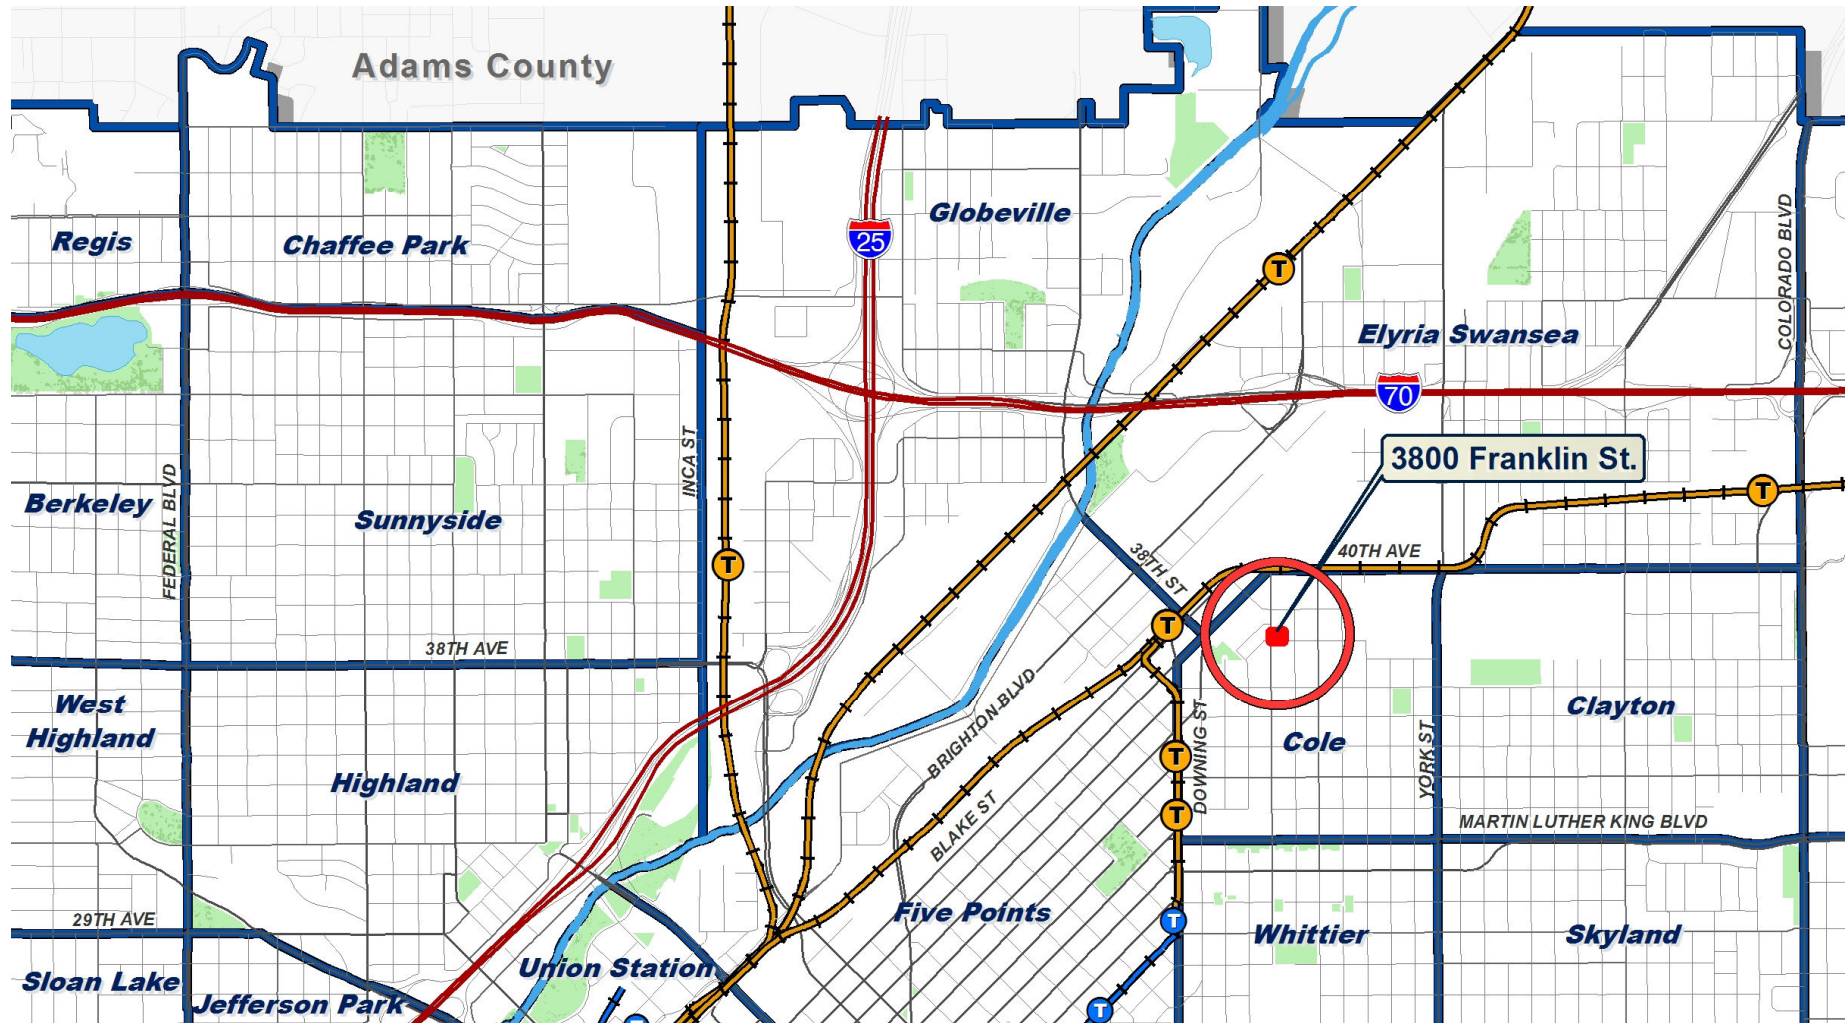 Adams County
Globeville
25
Regis
Chaffee Park
T
COLORADO BLVD
Elyria Swansea
70
INCA ST
3800 Franklin St.
FEDERAL BLVD
Berkeley
Sunnyside
T
T
38TH ST
40TH AVE
T
38TH AVE
West
Highland
BRIGHTON BLVD
DOWNING ST
Cole
YORK ST
Clayton
T
Highland
BLAKE ST
T
MARTIN LUTHER KING BLVD
29TH AVE
Five Points
T
Whittier
Skyland
Union Station
Sloan Lake
Jefferson Park
T
T